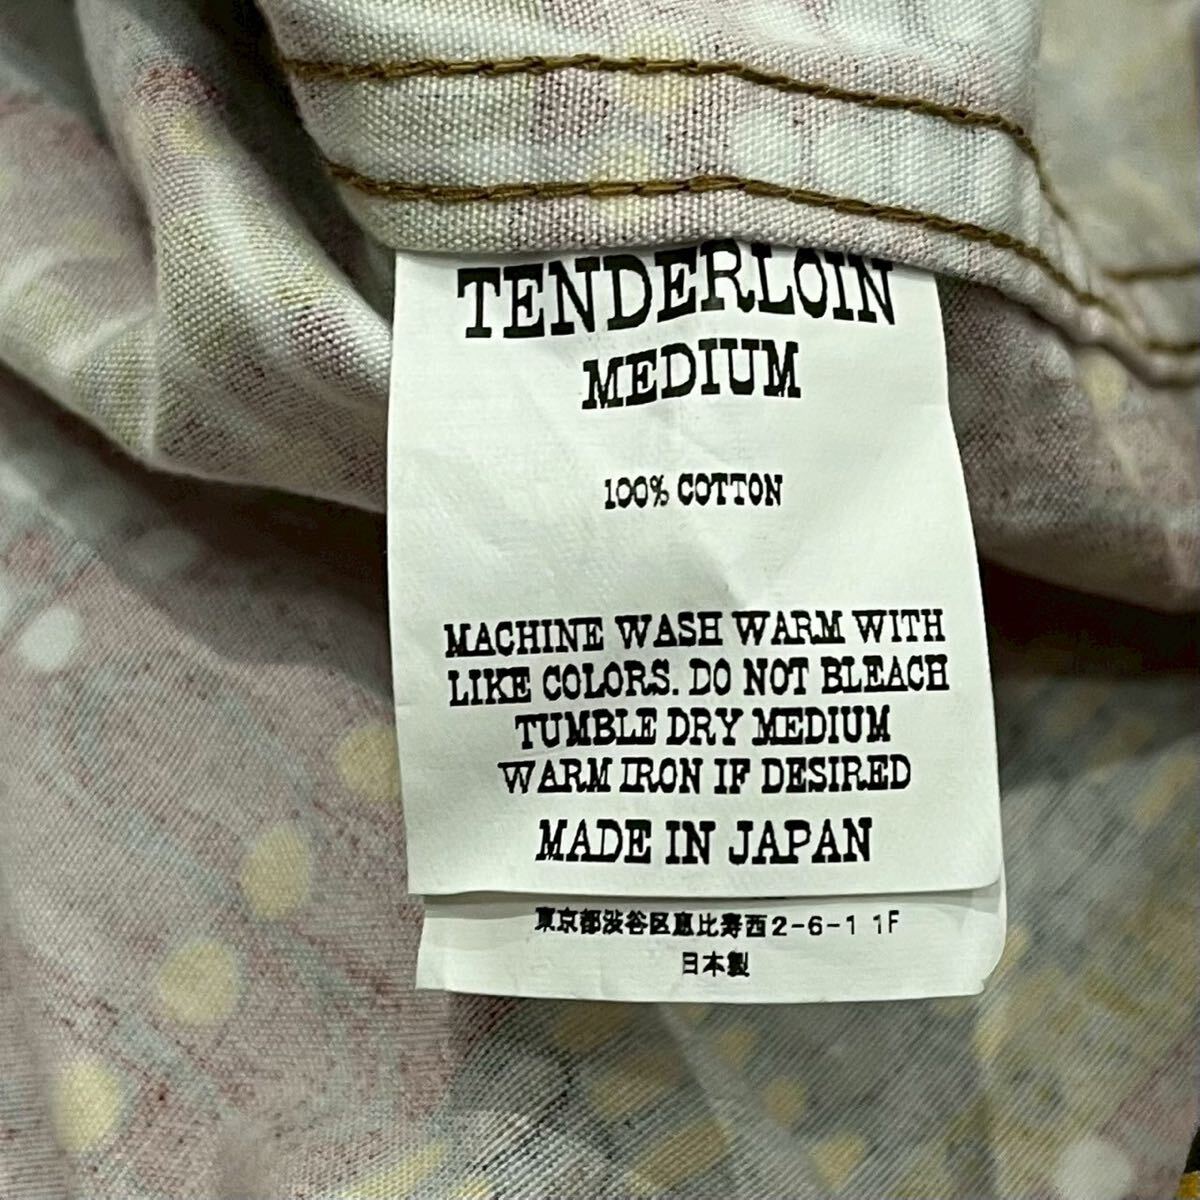 TENDERLOIN
MEDIUM
100% COTTON
MACHINE WASH WARM WITH
LIKE COLORS. DO NOT BLEACH
TUMBLE DRY MEDIUM
WARM IRON IF DESIRED
MADE IN JAPAN
東京都渋谷区恵比寿西2-6-1 1F
日本製